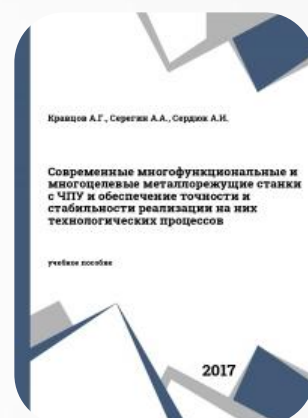 Кравцов А.Г., Серегин А.А., Сердюк А.И.
Современные многофункциональные и
многоцелевые металлорежущие станки
с ЧПУ и обеспечение точности и
стабильности реализации на них
технологических процессов
учебное пособие
2017